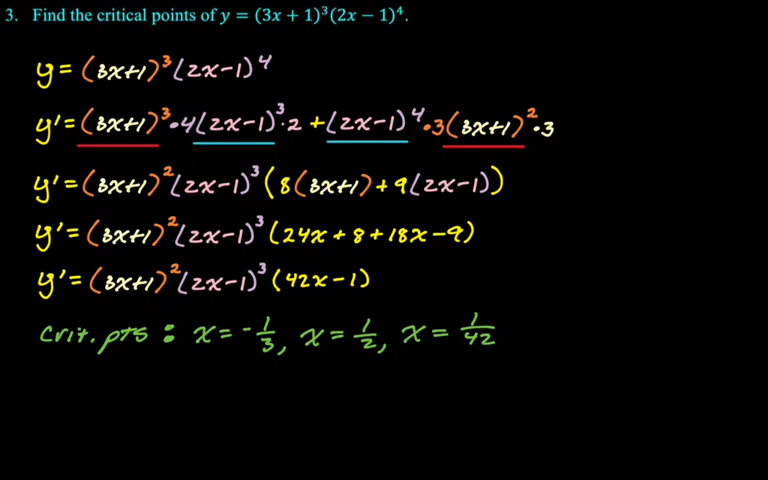 3. Find the critical points of y = (3x + 1)³(2x − 1)⁴.
y = (3x+1)³(2x−1)⁴
y' = (3x+1)³·4(2x−1)³·2 + (2x−1)⁴·3(3x+1)²·3
y' = (3x+1)²(2x−1)³(8(3x+1)+9(2x−1))
y' = (3x+1)²(2x−1)³(24x+8+18x−9)
y' = (3x+1)²(2x−1)³(42x−1)
crit. pts : x = -1/3, x = 1/2, x = 1/42